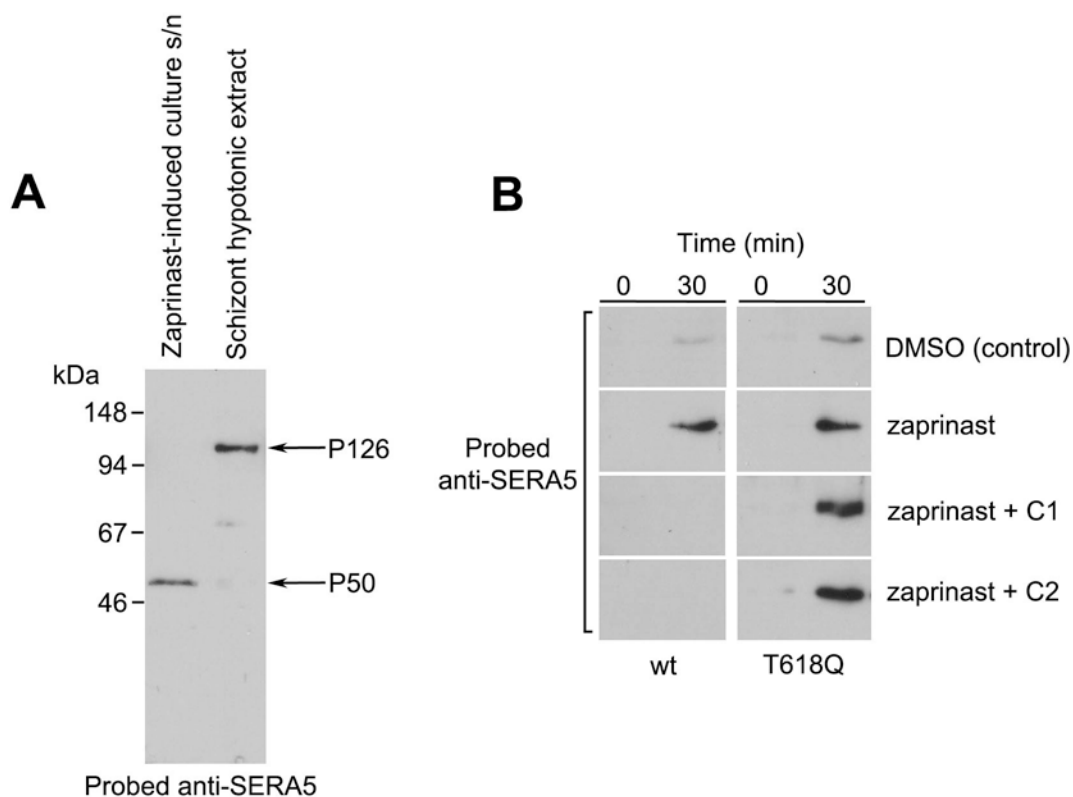 A
Zaprinast-induced culture s/n
Schizont hypotonic extract
kDa
148
94
67
46
P126
P50
Probed anti-SERA5
B
Time (min)
0 30 0 30
DMSO (control)
zaprinast
zaprinast + C1
zaprinast + C2
Probed
anti-SERA5
wt T618Q